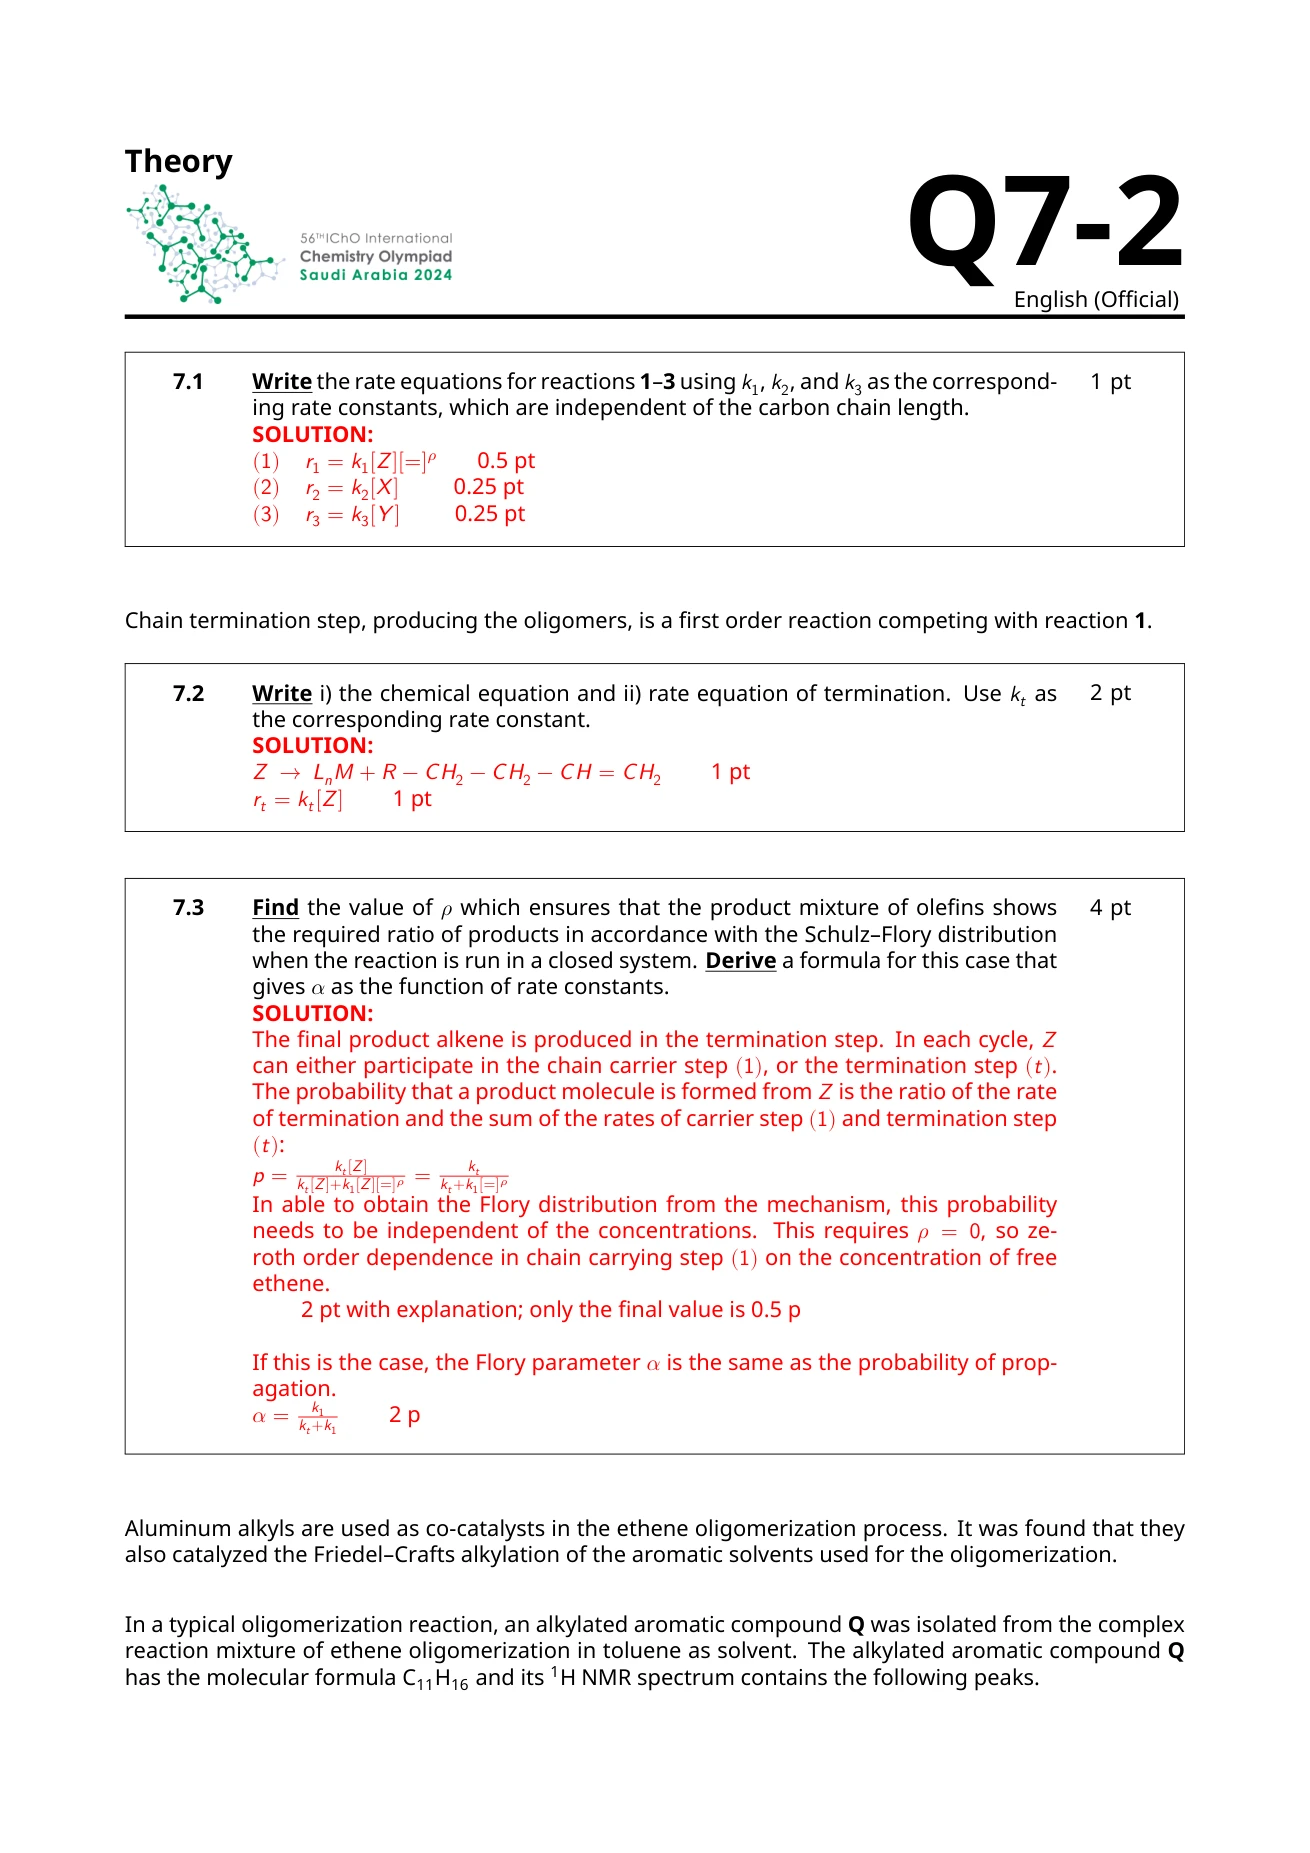 Theory
56THIChO International
Chemistry Olympiad
Saudi Arabia 2024
Q7-2
English (Official)
7.1 Write the rate equations for reactions 1–3 using k₁, k₂, and k₃ as the correspond- 1 pt
ing rate constants, which are independent of the carbon chain length.
SOLUTION:
(1) r₁ = k₁[Z][=]^ρ 0.5 pt
(2) r₂ = k₂[X] 0.25 pt
(3) r₃ = k₃[Y] 0.25 pt
Chain termination step, producing the oligomers, is a first order reaction competing with reaction 1.
7.2 Write i) the chemical equation and ii) rate equation of termination. Use k_t as 2 pt
the corresponding rate constant.
SOLUTION:
Z → LₙM + R − CH₂ − CH₂ − CH = CH₂ 1 pt
r_t = k_t[Z] 1 pt
7.3 Find the value of ρ which ensures that the product mixture of olefins shows 4 pt
the required ratio of products in accordance with the Schulz–Flory distribution
when the reaction is run in a closed system. Derive a formula for this case that
gives α as the function of rate constants.
SOLUTION:
The final product alkene is produced in the termination step. In each cycle, Z
can either participate in the chain carrier step (1), or the termination step (t).
The probability that a product molecule is formed from Z is the ratio of the rate
of termination and the sum of the rates of carrier step (1) and termination step
(t):
p = k_t[Z] / (k_t[Z]+k₁[Z][=]^ρ) = k_t / (k_t+k₁[=]^ρ)
In able to obtain the Flory distribution from the mechanism, this probability
needs to be independent of the concentrations. This requires ρ = 0, so ze-
roth order dependence in chain carrying step (1) on the concentration of free
ethene.
2 pt with explanation; only the final value is 0.5 p
If this is the case, the Flory parameter α is the same as the probability of prop-
agation.
α = k₁ / (k_t+k₁) 2 p
Aluminum alkyls are used as co-catalysts in the ethene oligomerization process. It was found that they
also catalyzed the Friedel–Crafts alkylation of the aromatic solvents used for the oligomerization.
In a typical oligomerization reaction, an alkylated aromatic compound Q was isolated from the complex
reaction mixture of ethene oligomerization in toluene as solvent. The alkylated aromatic compound Q
has the molecular formula C₁₁H₁₆ and its ¹H NMR spectrum contains the following peaks.